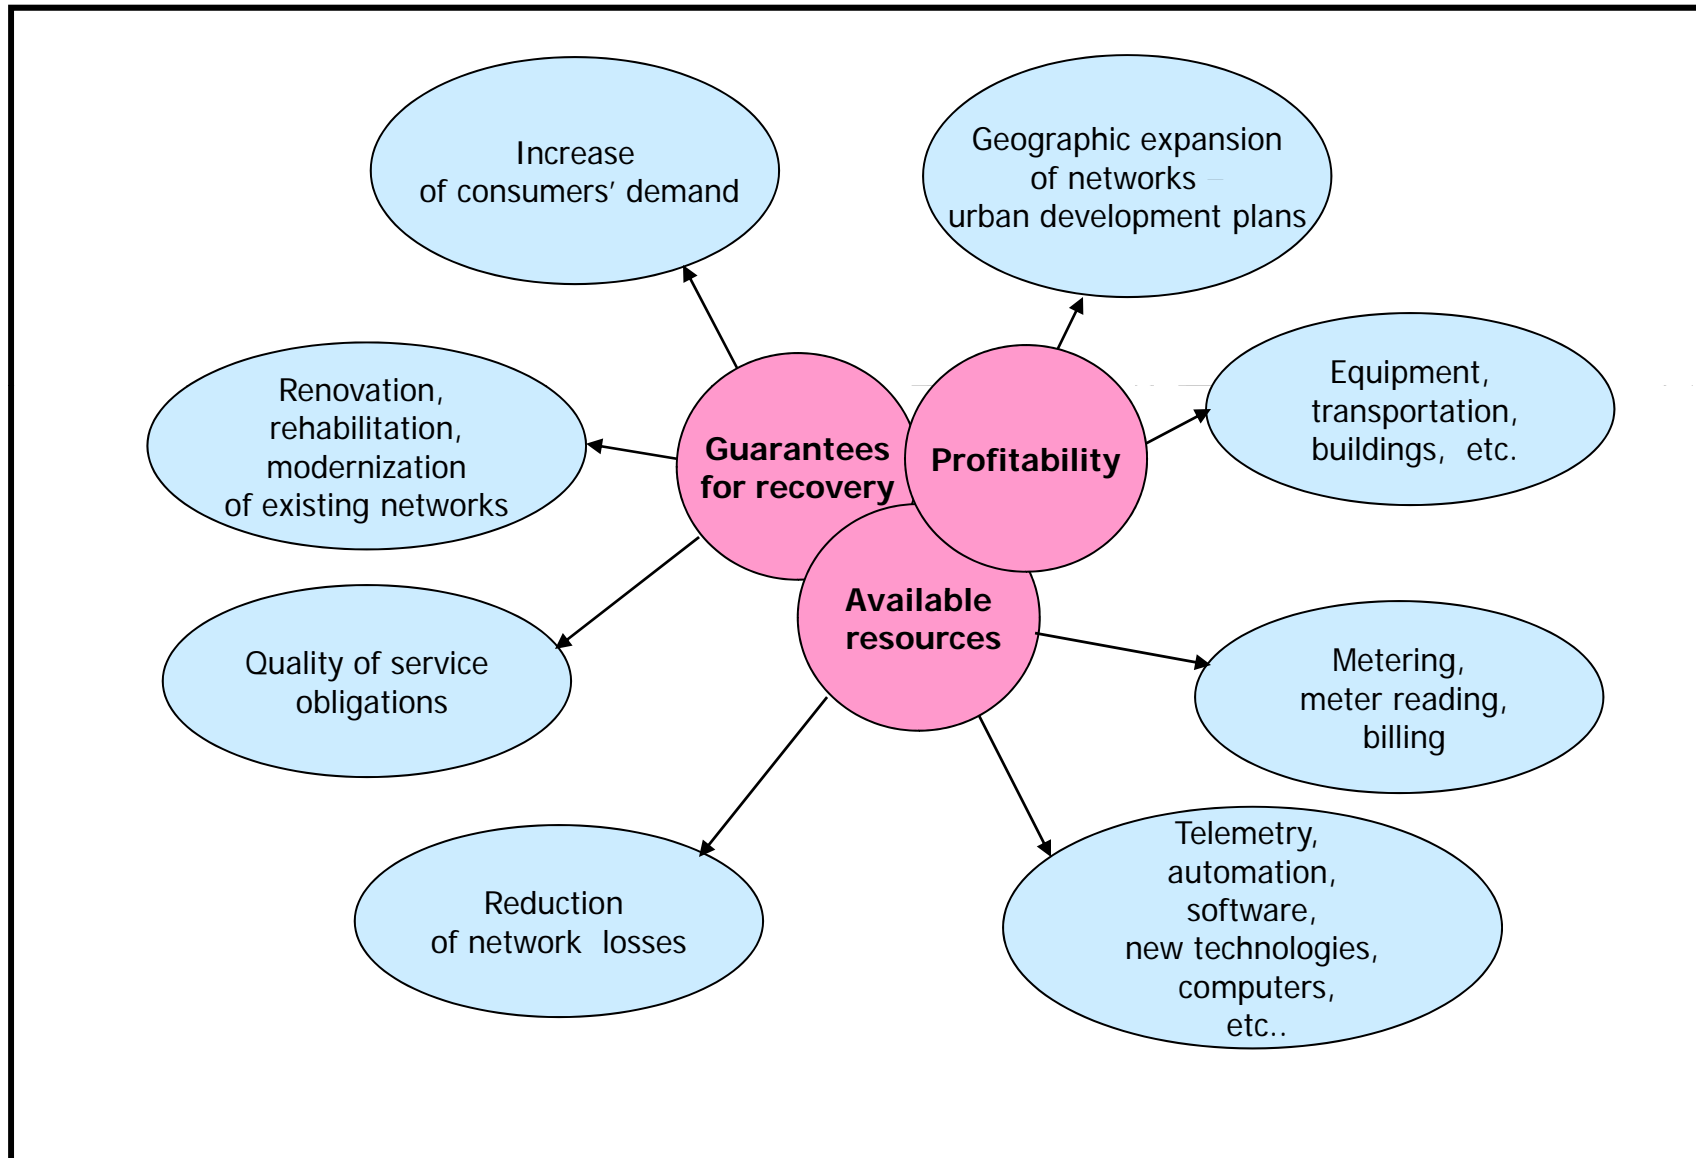 Increase
of consumers’ demand
Geographic expansion
of networks –
urban development plans
Renovation,
rehabilitation,
modernization
of existing networks
Guarantees
for recovery
Profitability
Equipment,
transportation,
buildings, etc.
Available
resources
Quality of service
obligations
Metering,
meter reading,
billing
Reduction
of network losses
Telemetry,
automation,
software,
new technologies,
computers,
etc..